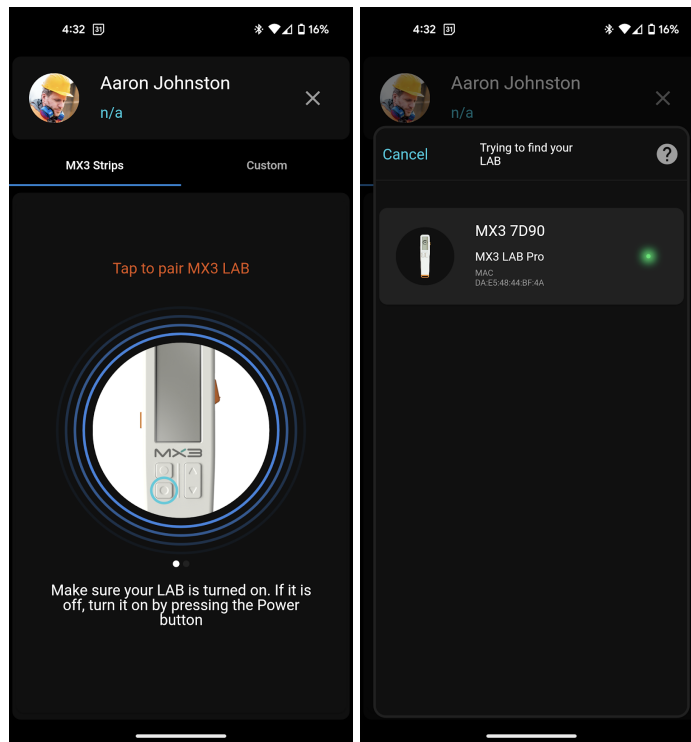 4:32 31 16%
Aaron Johnston
n/a
MX3 Strips Custom
Tap to pair MX3 LAB
MX3
Make sure your LAB is turned on. If it is
off, turn it on by pressing the Power
button
4:32 31 16%
Aaron Johnston
n/a
Cancel
Trying to find your
LAB
?
MX3 7D90
MX3 LAB Pro
MAC
DA:E5:48:44:BF:4A